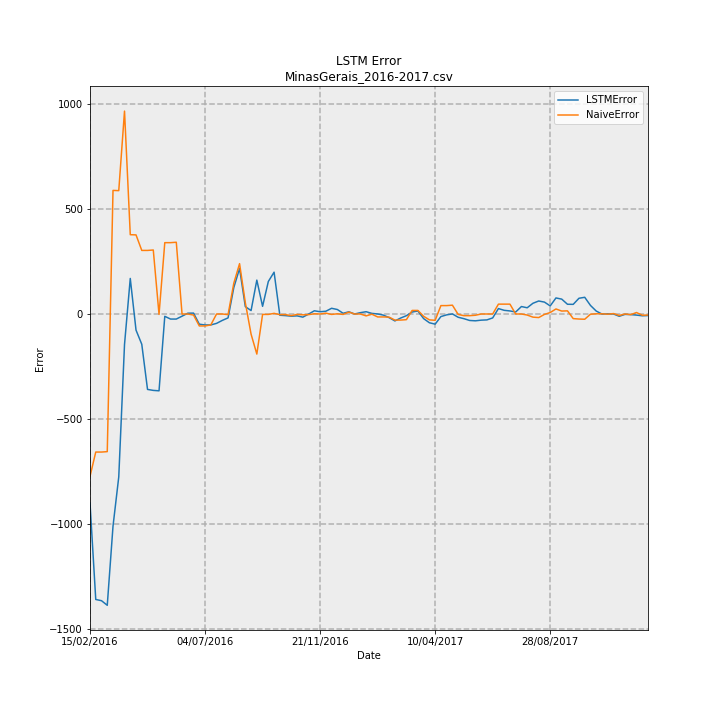 LSTM Error
MinasGerais_2016-2017.csv
LSTMError
NaiveError
1000
500
0
−500
−1000
−1500
Error
15/02/2016
04/07/2016
21/11/2016
10/04/2017
28/08/2017
Date